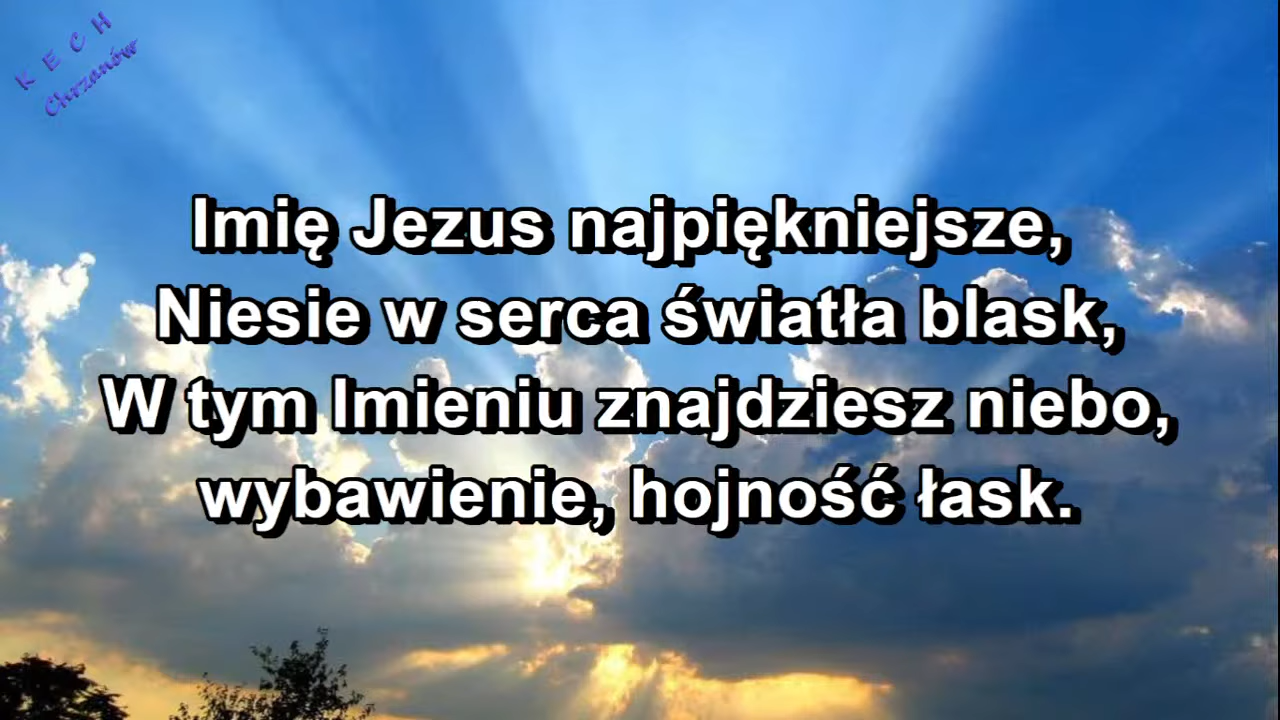 K E C H
Chrzanów
Imię Jezus najpiękniejsze,
Niesie w serca światła blask,
W tym Imieniu znajdziesz niebo,
wybawienie, hojność łask.